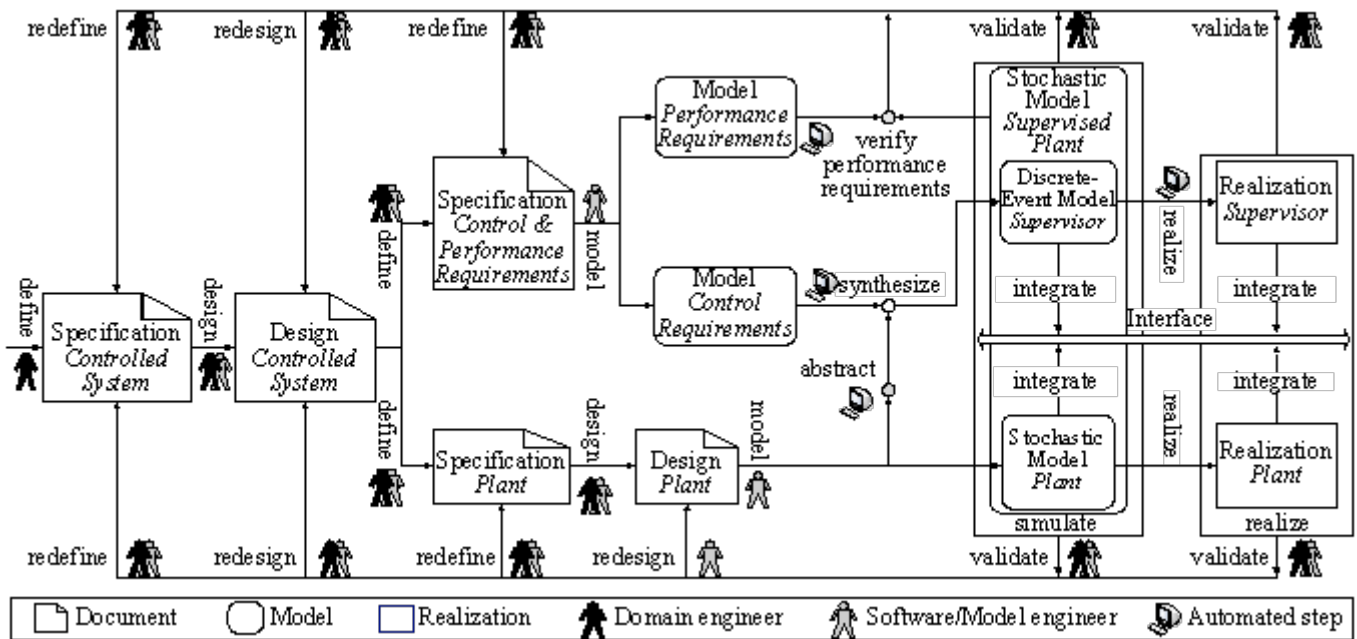 redefine
redesign
redefine
validate
validate
Model
Performance
Requirements
Stochastic
Model
Supervised
Plant
verify
performance
requirements
Specification
Control &
Performance
Requirements
define
model
Discrete-
Event Model
Supervisor
realize
Realization
Supervisor
define
Specification
Controlled
System
design
Design
Controlled
System
Model
Control
Requirements
synthesize
integrate
integrate
Interface
abstract
integrate
integrate
define
Specification
Plant
design
Design
Plant
model
Stochastic
Model
Plant
realize
Realization
Plant
simulate
realize
redefine
redesign
redefine
redesign
validate
validate
Document
Model
Realization
Domain engineer
Software/Model engineer
Automated step